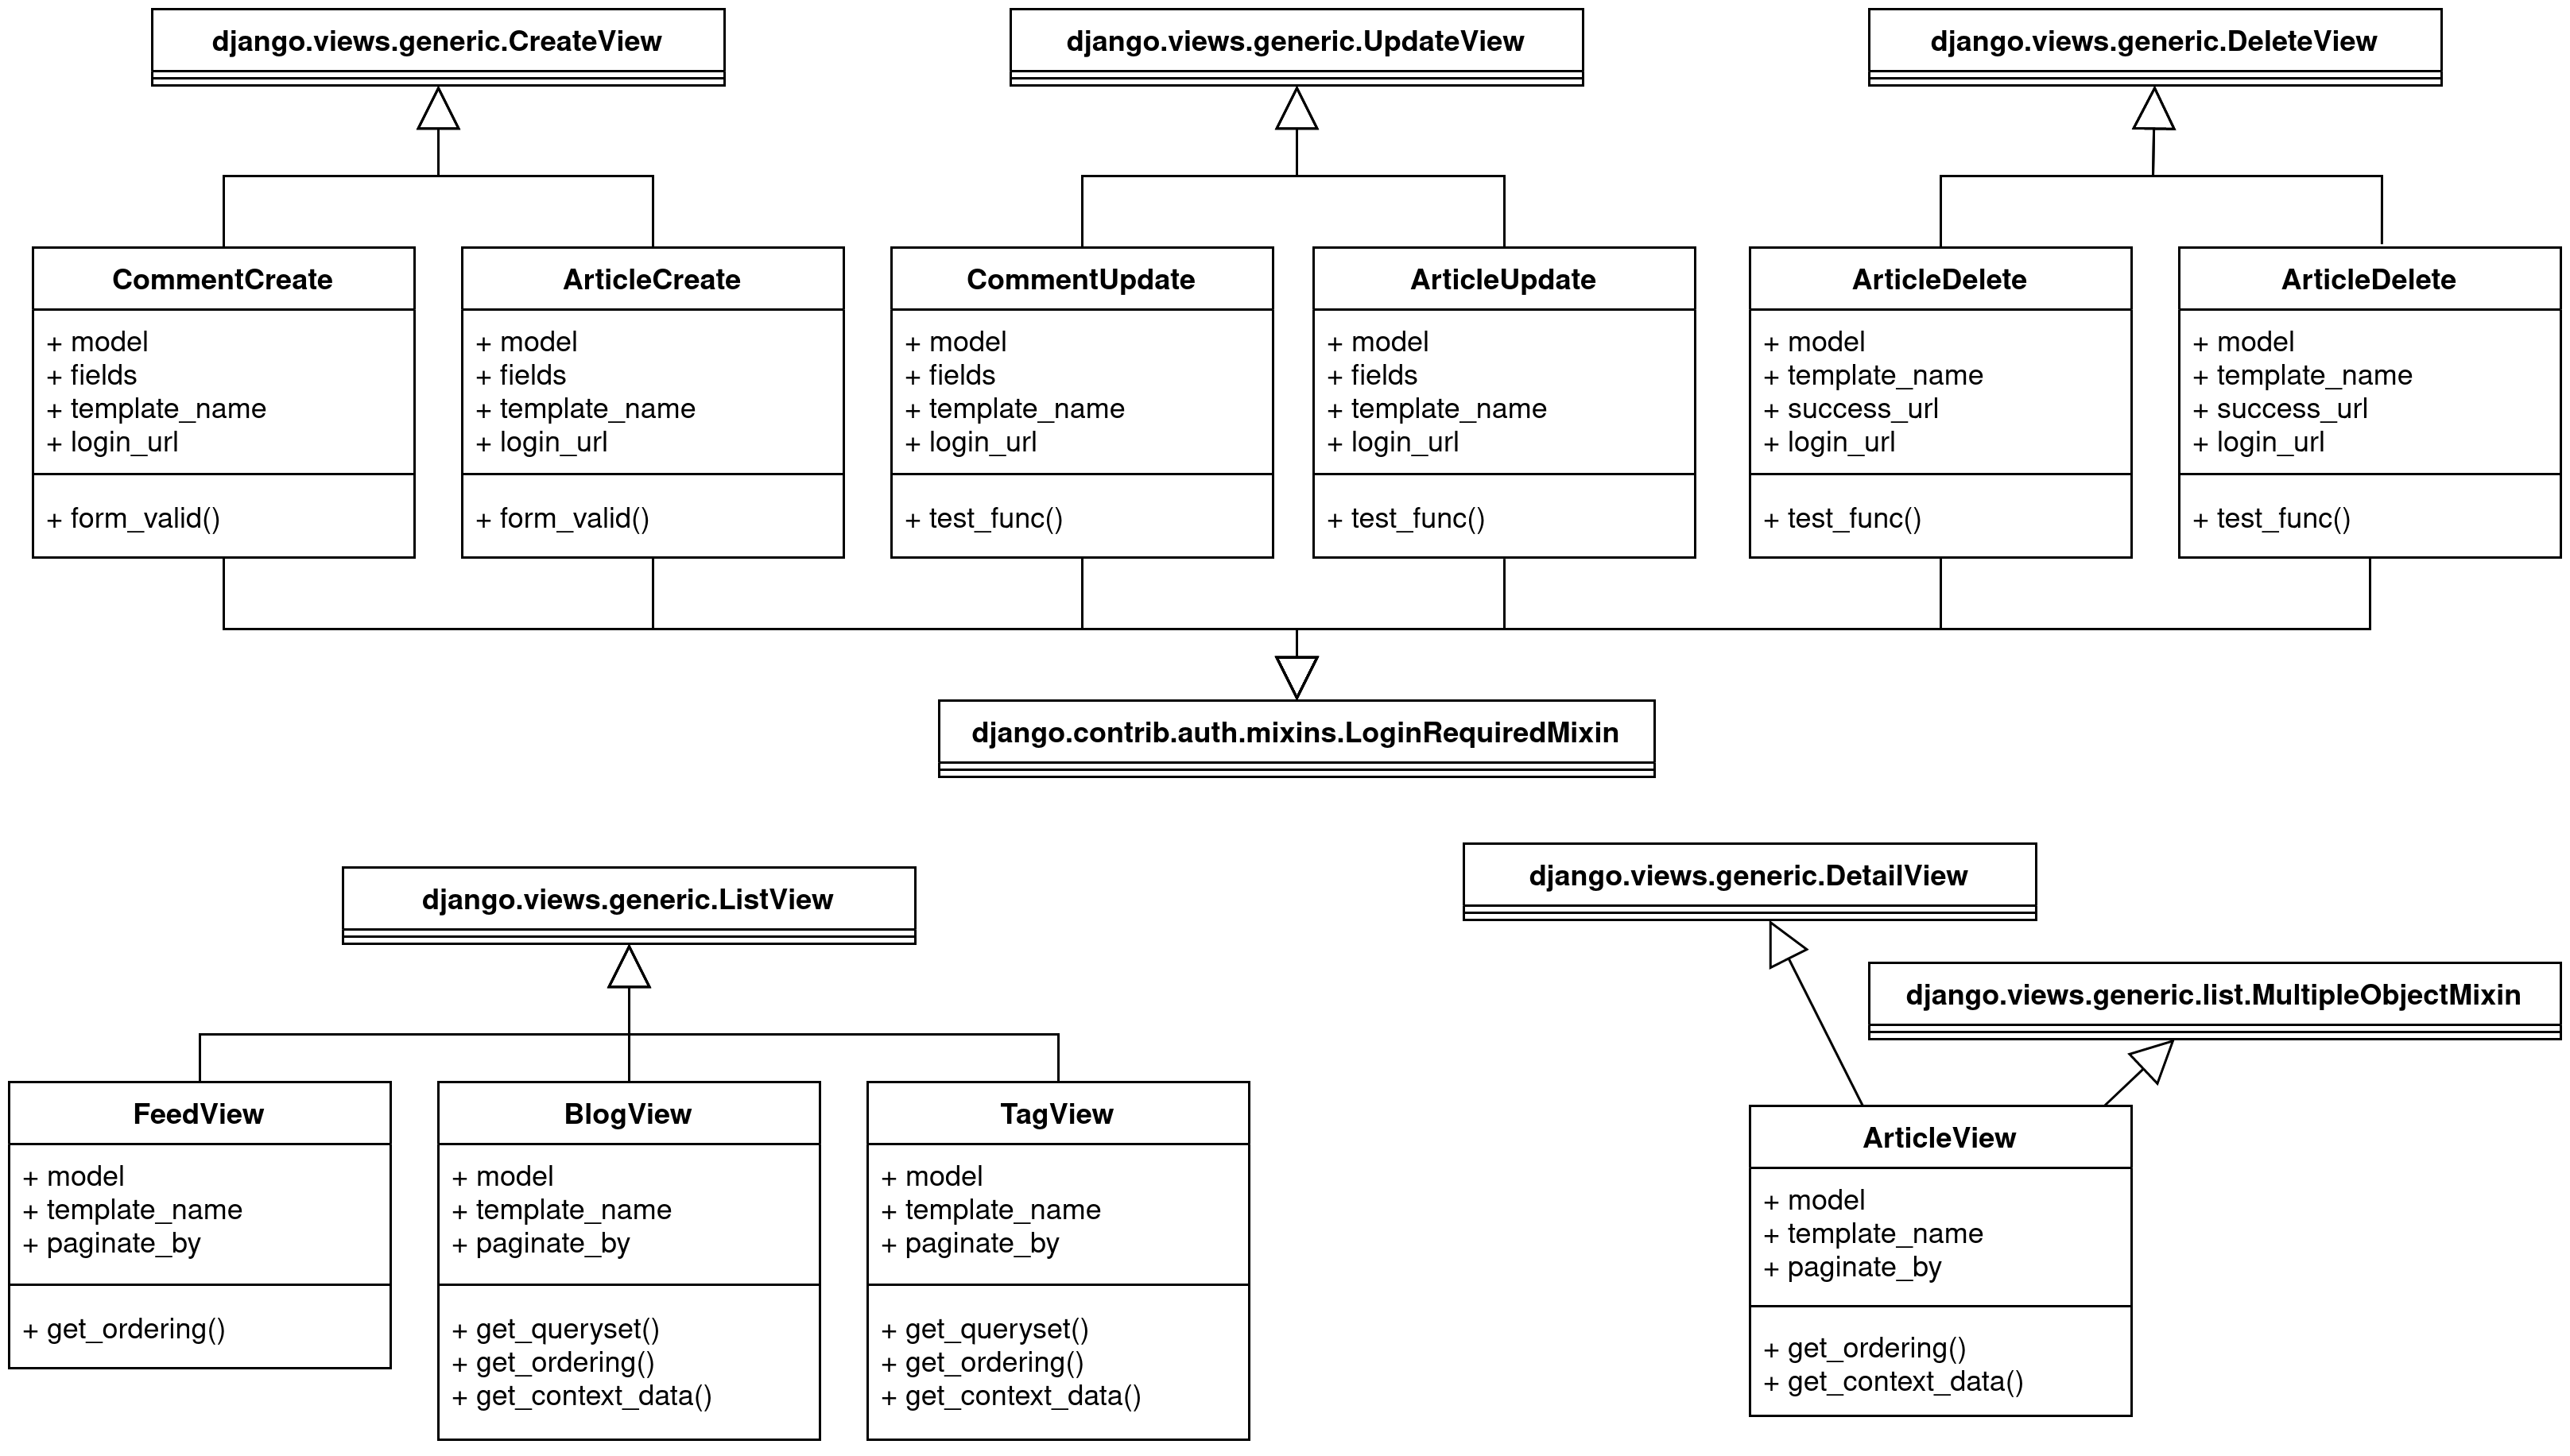 django.views.generic.CreateView
django.views.generic.UpdateView
django.views.generic.DeleteView
CommentCreate
+ model
+ fields
+ template_name
+ login_url
+ form_valid()
ArticleCreate
+ model
+ fields
+ template_name
+ login_url
+ form_valid()
CommentUpdate
+ model
+ fields
+ template_name
+ login_url
+ test_func()
ArticleUpdate
+ model
+ fields
+ template_name
+ login_url
+ test_func()
ArticleDelete
+ model
+ template_name
+ success_url
+ login_url
+ test_func()
ArticleDelete
+ model
+ template_name
+ success_url
+ login_url
+ test_func()
django.contrib.auth.mixins.LoginRequiredMixin
django.views.generic.ListView
django.views.generic.DetailView
django.views.generic.list.MultipleObjectMixin
FeedView
+ model
+ template_name
+ paginate_by
+ get_ordering()
BlogView
+ model
+ template_name
+ paginate_by
+ get_queryset()
+ get_ordering()
+ get_context_data()
TagView
+ model
+ template_name
+ paginate_by
+ get_queryset()
+ get_ordering()
+ get_context_data()
ArticleView
+ model
+ template_name
+ paginate_by
+ get_ordering()
+ get_context_data()